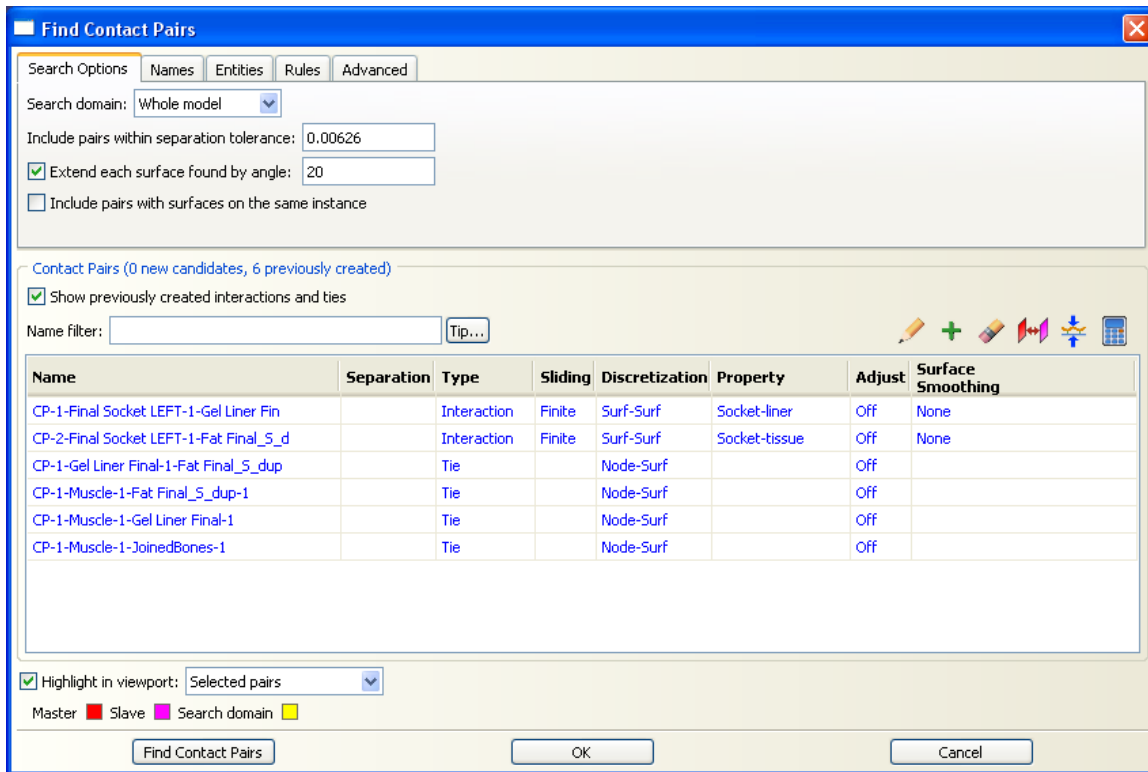 Find Contact Pairs
Search Options Names Entities Rules Advanced
Search domain: Whole model
Include pairs within separation tolerance: 0.00626
Extend each surface found by angle: 20
Include pairs with surfaces on the same instance
Contact Pairs (0 new candidates, 6 previously created)
Show previously created interactions and ties
Name filter: Tip...
Name Separation Type Sliding Discretization Property Adjust Surface Smoothing
CP-1-Final Socket LEFT-1-Gel Liner Fin Interaction Finite Surf-Surf Socket-liner Off None
CP-2-Final Socket LEFT-1-Fat Final_S_d Interaction Finite Surf-Surf Socket-tissue Off None
CP-1-Gel Liner Final-1-Fat Final_S_dup Tie Node-Surf Off
CP-1-Muscle-1-Fat Final_S_dup-1 Tie Node-Surf Off
CP-1-Muscle-1-Gel Liner Final-1 Tie Node-Surf Off
CP-1-Muscle-1-JoinedBones-1 Tie Node-Surf Off
Highlight in viewport: Selected pairs
Master Slave Search domain
Find Contact Pairs OK Cancel